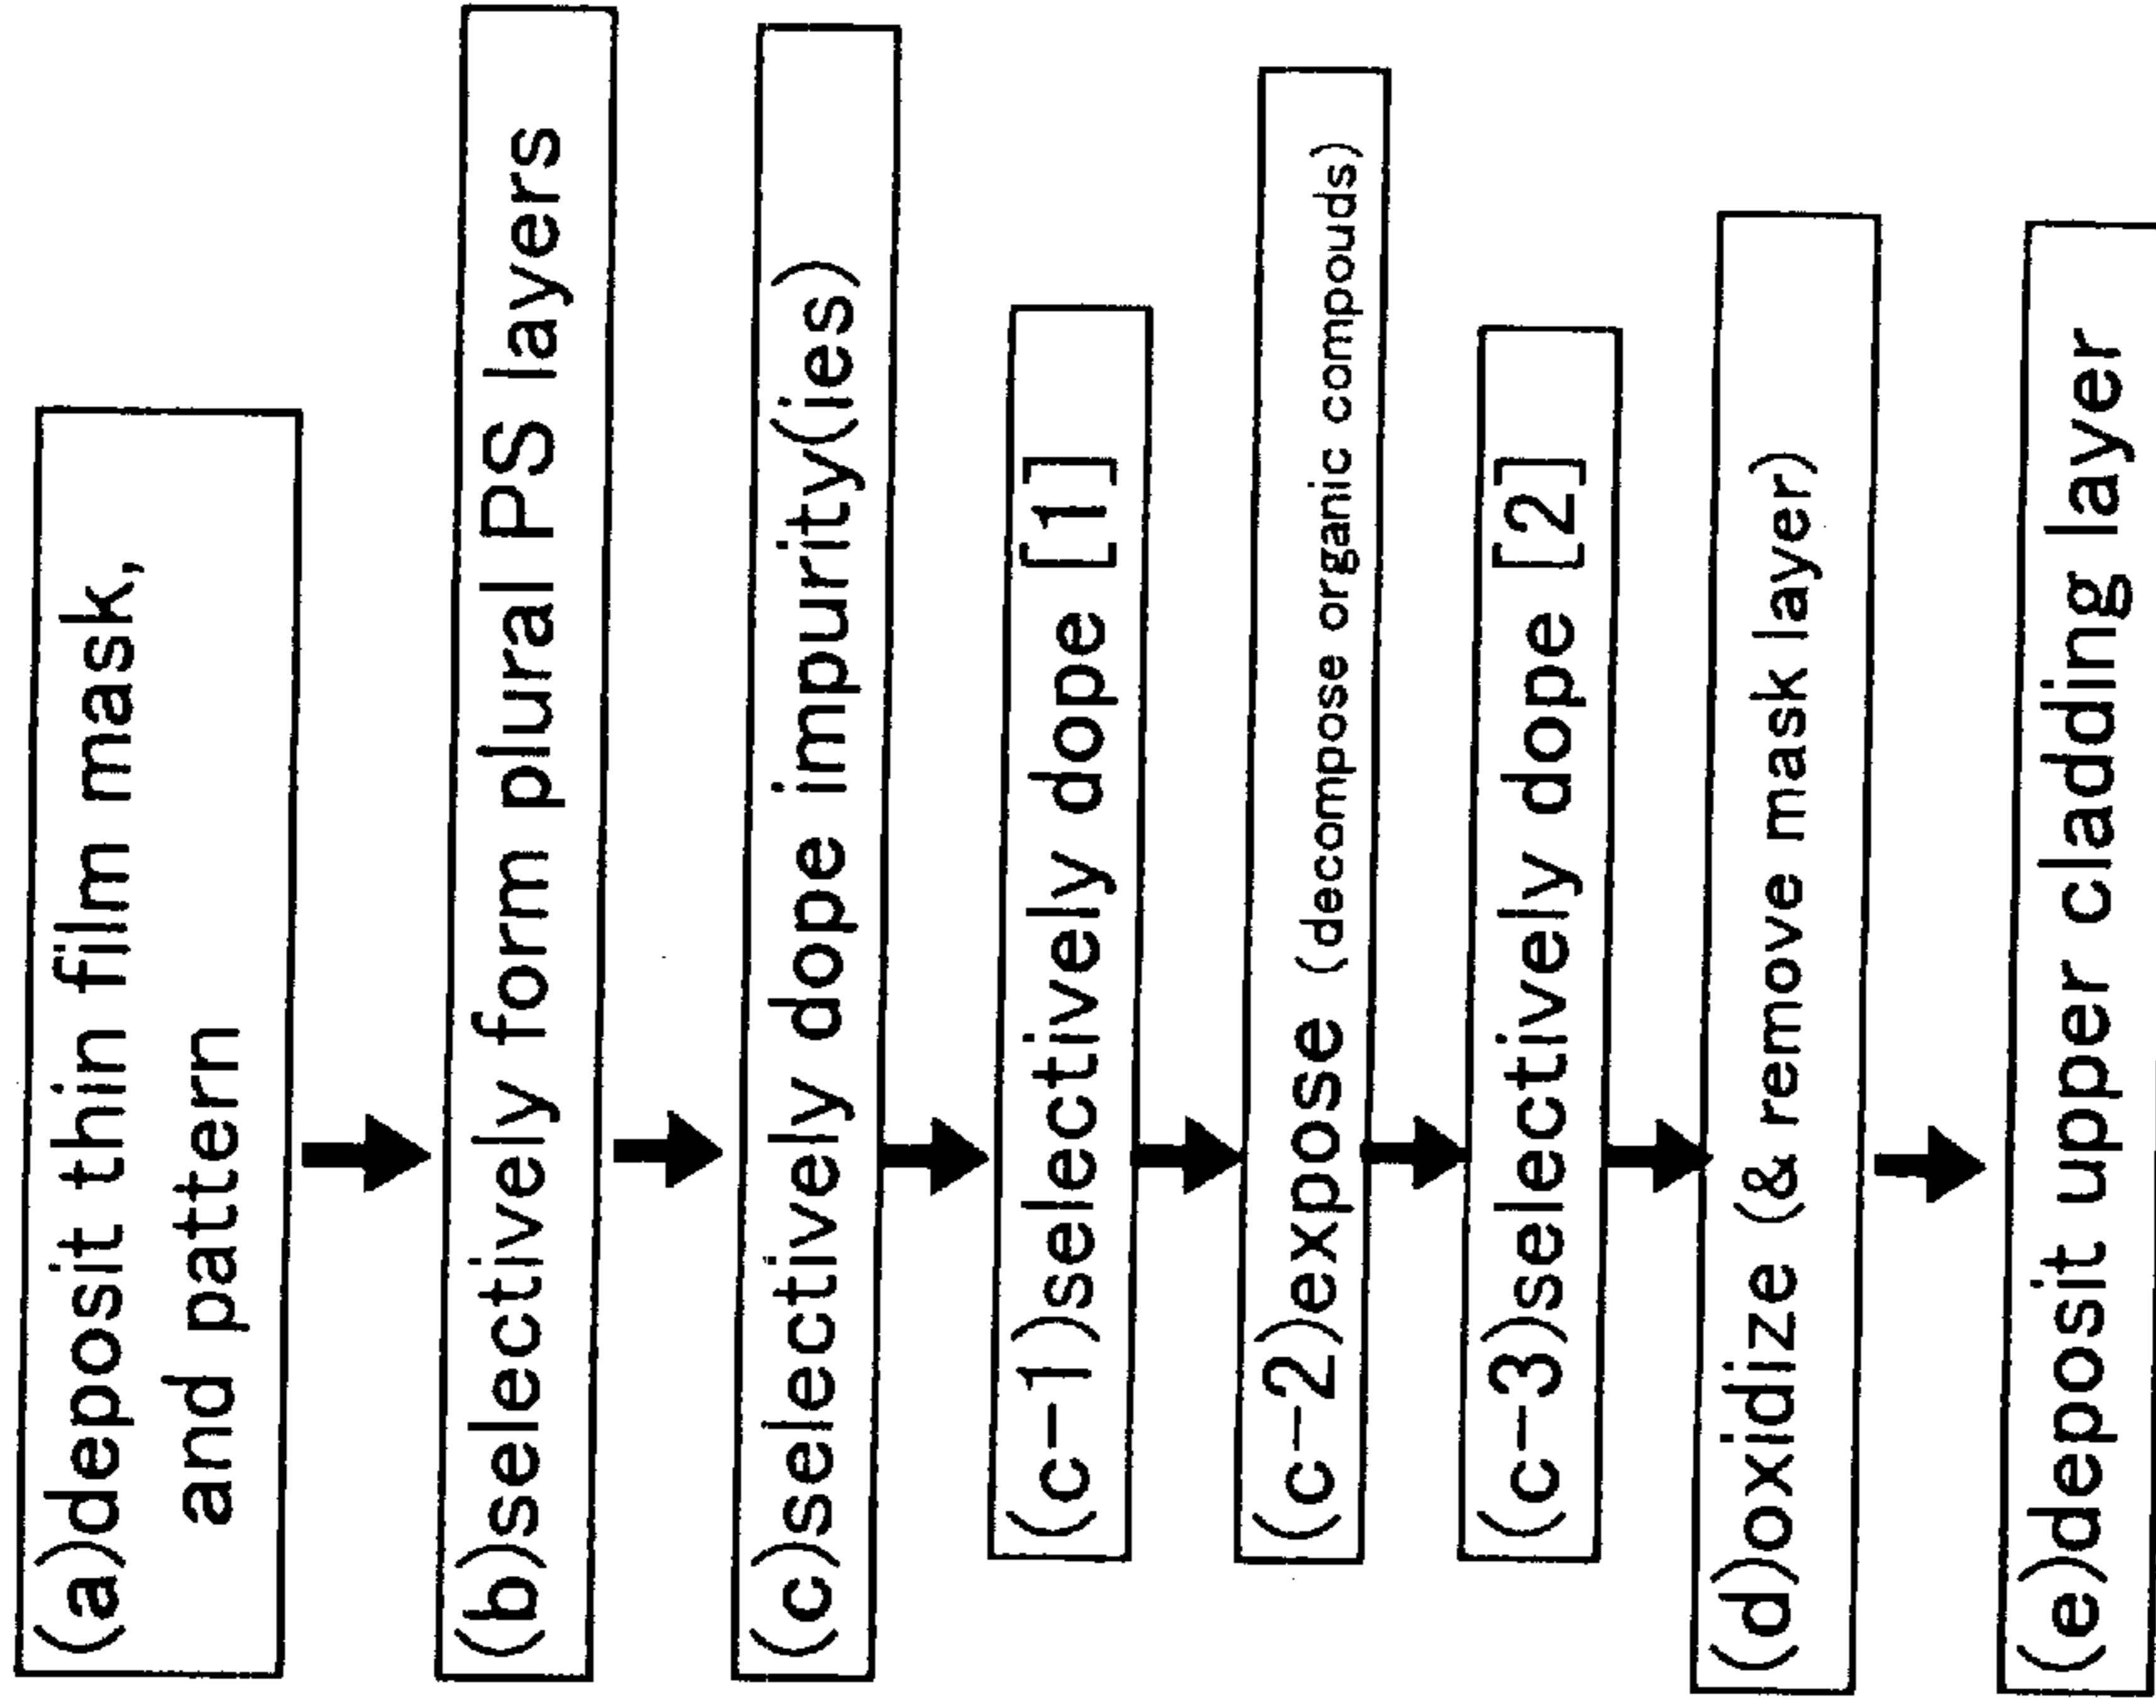 (a)deposit thin film mask,
and pattern
(b)selectively form plural PS layers
(c)selectively dope impurity(ies)
(c-1)selectively dope [1]
(c-2)expose (decompose organic compouds)
(c-3)selectively dope [2]
(d)oxidize (& remove mask layer)
(e)deposit upper cladding layer